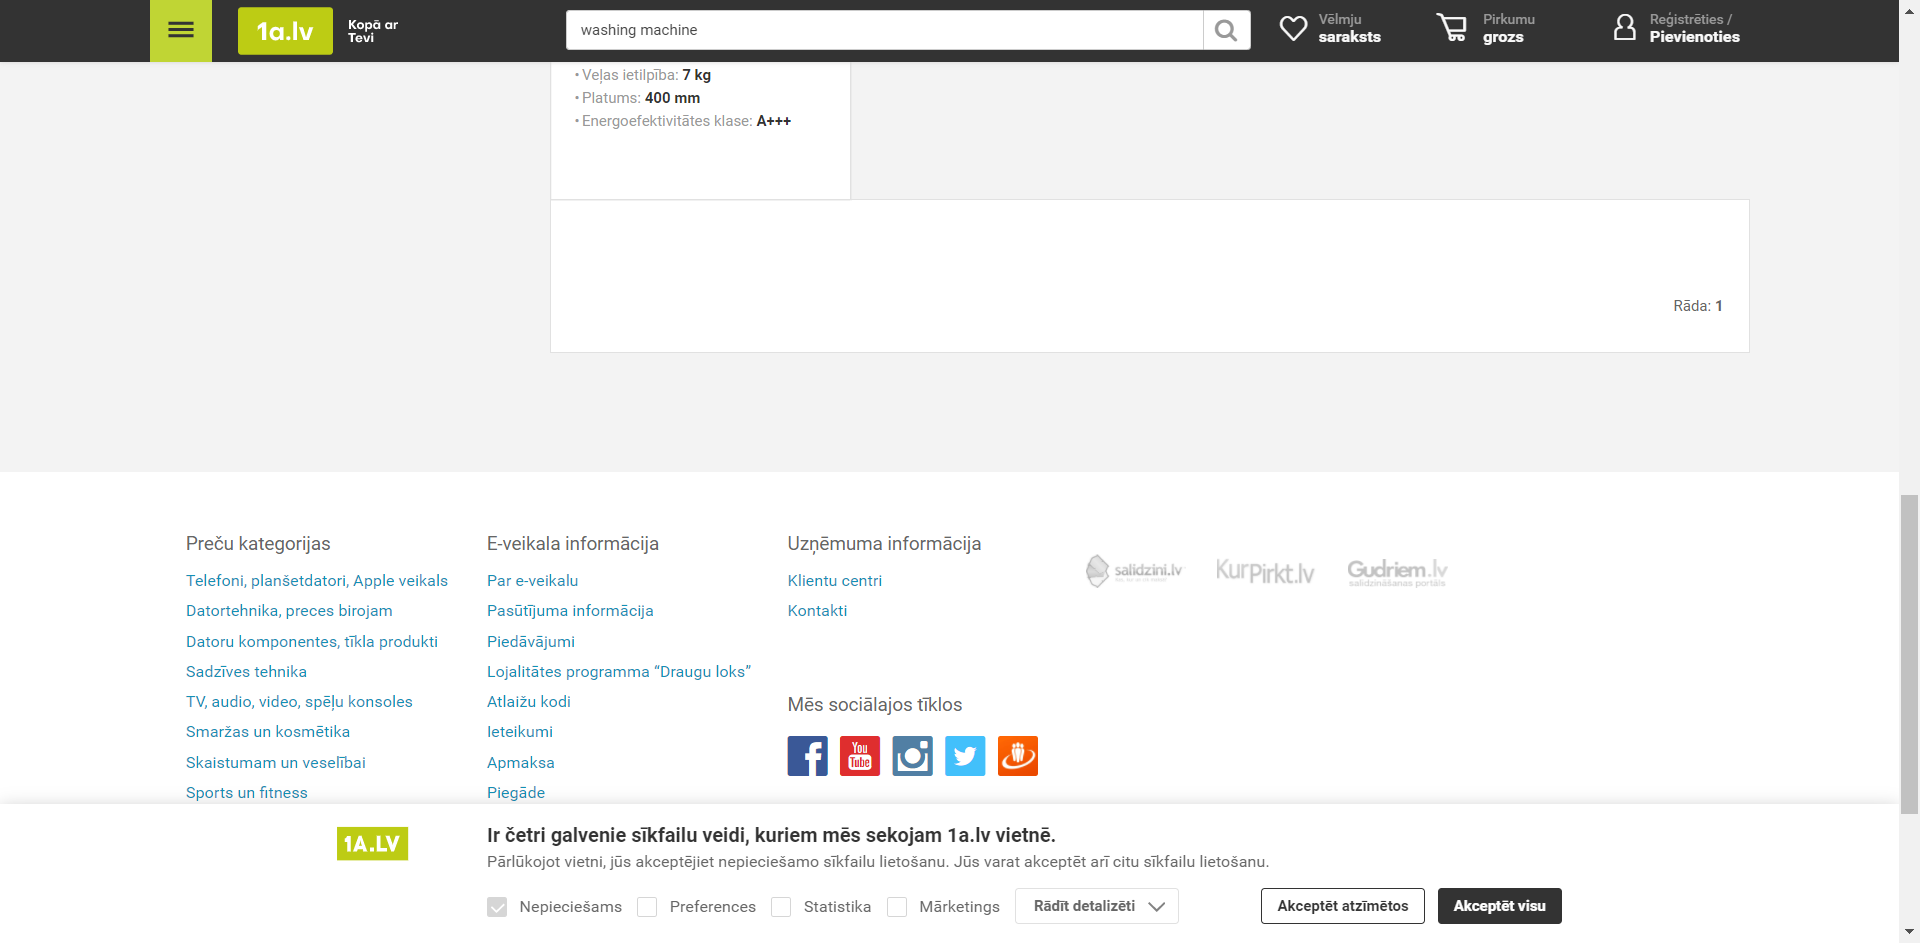 1a.lv
Kopā ar
Tevi
washing machine
Vēlmju
saraksts
Pirkumu
grozs
Reģistrēties /
Pievienoties
• Veļas ietilpība: 7 kg
• Platums: 400 mm
• Energoefektivitātes klase: A+++
Rāda: 1
Preču kategorijas
Telefoni, planšetdatori, Apple veikals
Datortehnika, preces birojam
Datoru komponentes, tīkla produkti
Sadzīves tehnika
TV, audio, video, spēļu konsoles
Smaržas un kosmētika
Skaistumam un veselībai
Sports un fitness
E-veikala informācija
Par e-veikalu
Pasūtījuma informācija
Piedāvājumi
Lojalitātes programma “Draugu loks”
Atlaižu kodi
Ieteikumi
Apmaksa
Piegāde
Uzņēmuma informācija
Klientu centri
Kontakti
Mēs sociālajos tīklos
You
Tube
salidzini.lv
KurPirkt.lv
Gudriem.lv
salidzināšanas portāls
1A.LV
Ir četri galvenie sīkfailu veidi, kuriem mēs sekojam 1a.lv vietnē.
Pārlūkojot vietni, jūs akceptējiet nepieciešamo sīkfailu lietošanu. Jūs varat akceptēt arī citu sīkfailu lietošanu.
Nepieciešams
Preferences
Statistika
Mārketings
Rādīt detalizēti
Akceptēt atzīmētos
Akceptēt visu